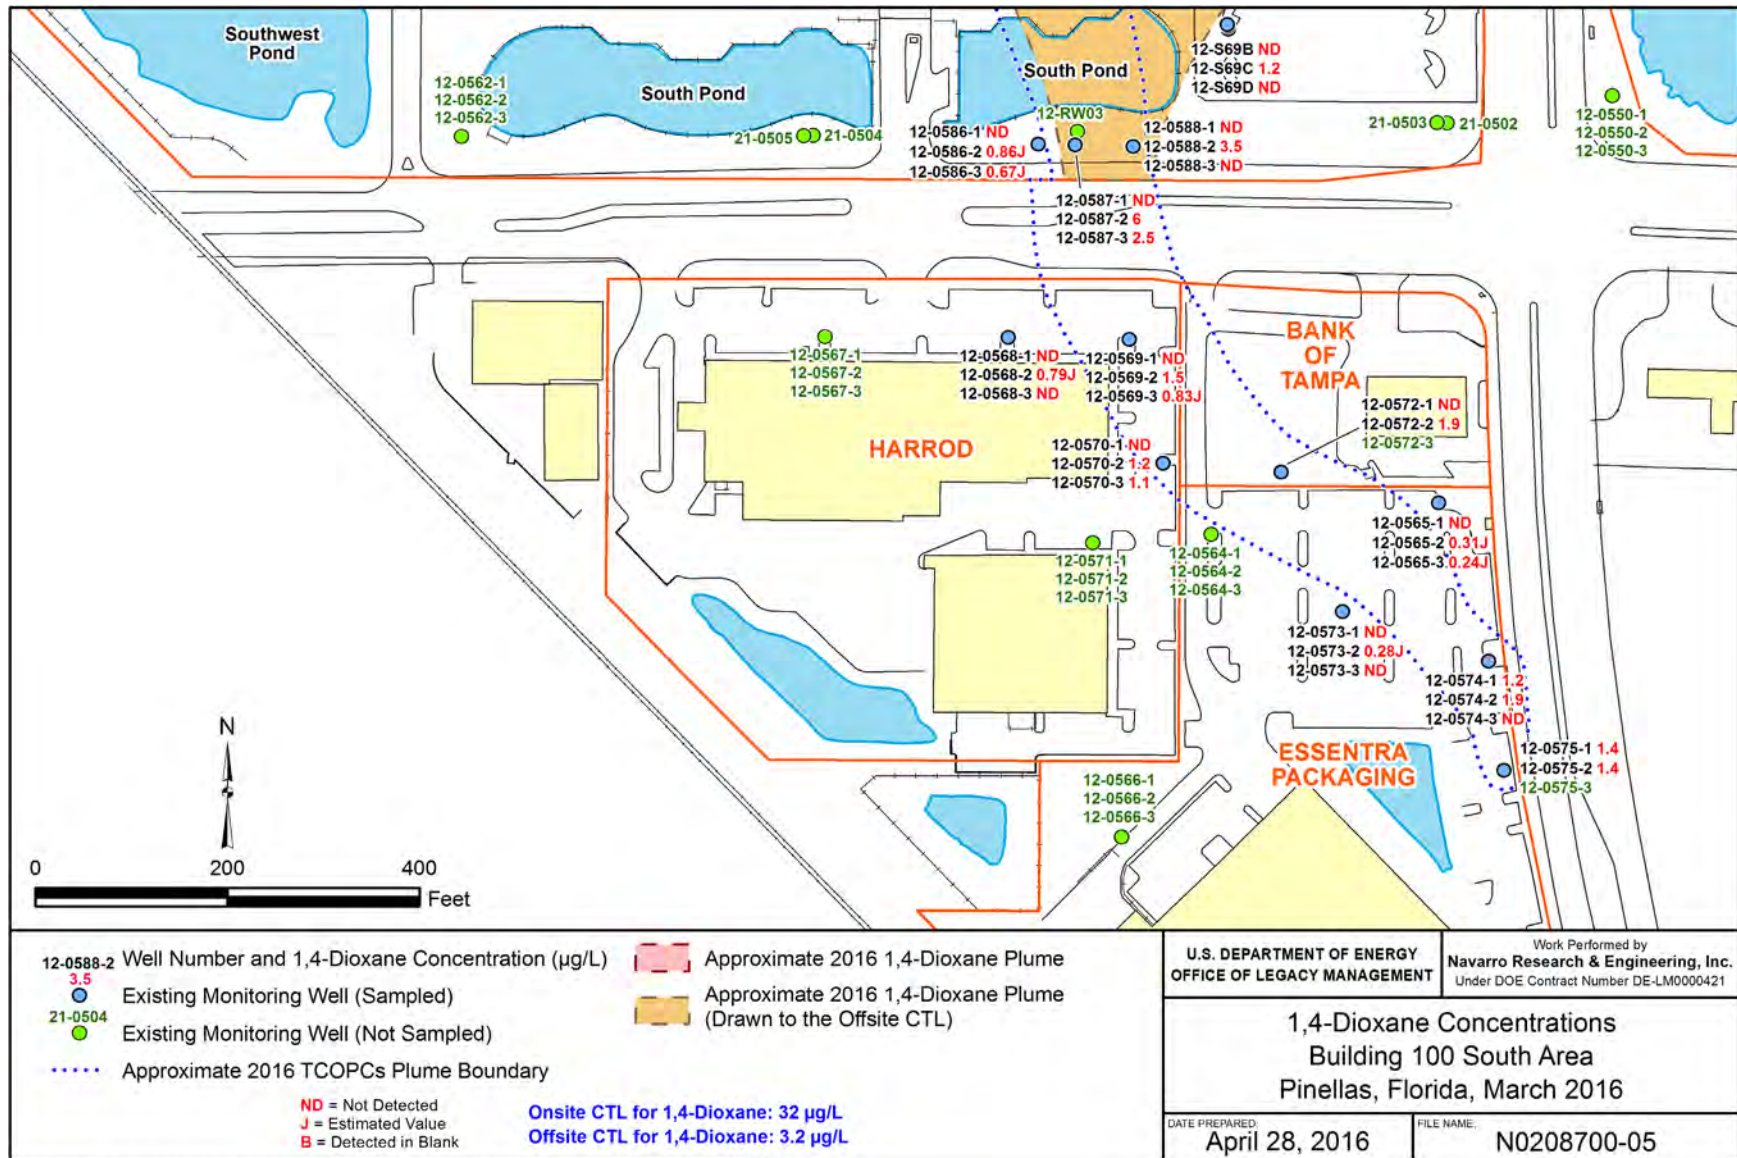 Southwest
Pond
South Pond
South Pond
12-S69B ND
12-S69C 1.2
12-S69D ND
12-0562-1
12-0562-2
12-0562-3
21-0505
21-0504
12-RW03
12-0586-1 ND
12-0586-2 0.86J
12-0586-3 0.67J
12-0588-1 ND
12-0588-2 3.5
12-0588-3 ND
21-0503
21-0502
12-0550-1
12-0550-2
12-0550-3
12-0587-1 ND
12-0587-2 6
12-0587-3 2.5
12-0567-1
12-0567-2
12-0567-3
12-0568-1 ND
12-0568-2 0.79J
12-0568-3 ND
12-0569-1 ND
12-0569-2 1.5
12-0569-3 0.83J
BANK
OF
TAMPA
12-0572-1 ND
12-0572-2 1.9
12-0572-3
HARROD
12-0570-1 ND
12-0570-2 1.2
12-0570-3 1.1
12-0565-1 ND
12-0565-2 0.31J
12-0565-3 0.24J
12-0571-1
12-0571-2
12-0571-3
12-0564-1
12-0564-2
12-0564-3
12-0573-1 ND
12-0573-2 0.28J
12-0573-3 ND
12-0574-1 1.2
12-0574-2 1.9
12-0574-3 ND
12-0575-1 1.4
12-0575-2 1.4
12-0575-3
ESSENTRA
PACKAGING
12-0566-1
12-0566-2
12-0566-3
N
0 200 400
Feet
12-0588-2
3.5
Well Number and 1,4-Dioxane Concentration (µg/L)
Existing Monitoring Well (Sampled)
21-0504
Existing Monitoring Well (Not Sampled)
Approximate 2016 TCOPCs Plume Boundary
ND = Not Detected
J = Estimated Value
B = Detected in Blank
Approximate 2016 1,4-Dioxane Plume
Approximate 2016 1,4-Dioxane Plume
(Drawn to the Offsite CTL)
Onsite CTL for 1,4-Dioxane: 32 µg/L
Offsite CTL for 1,4-Dioxane: 3.2 µg/L
U.S. DEPARTMENT OF ENERGY
OFFICE OF LEGACY MANAGEMENT
Work Performed by
Navarro Research & Engineering, Inc.
Under DOE Contract Number DE-LM0000421
1,4-Dioxane Concentrations
Building 100 South Area
Pinellas, Florida, March 2016
DATE PREPARED:
April 28, 2016
FILE NAME:
N0208700-05